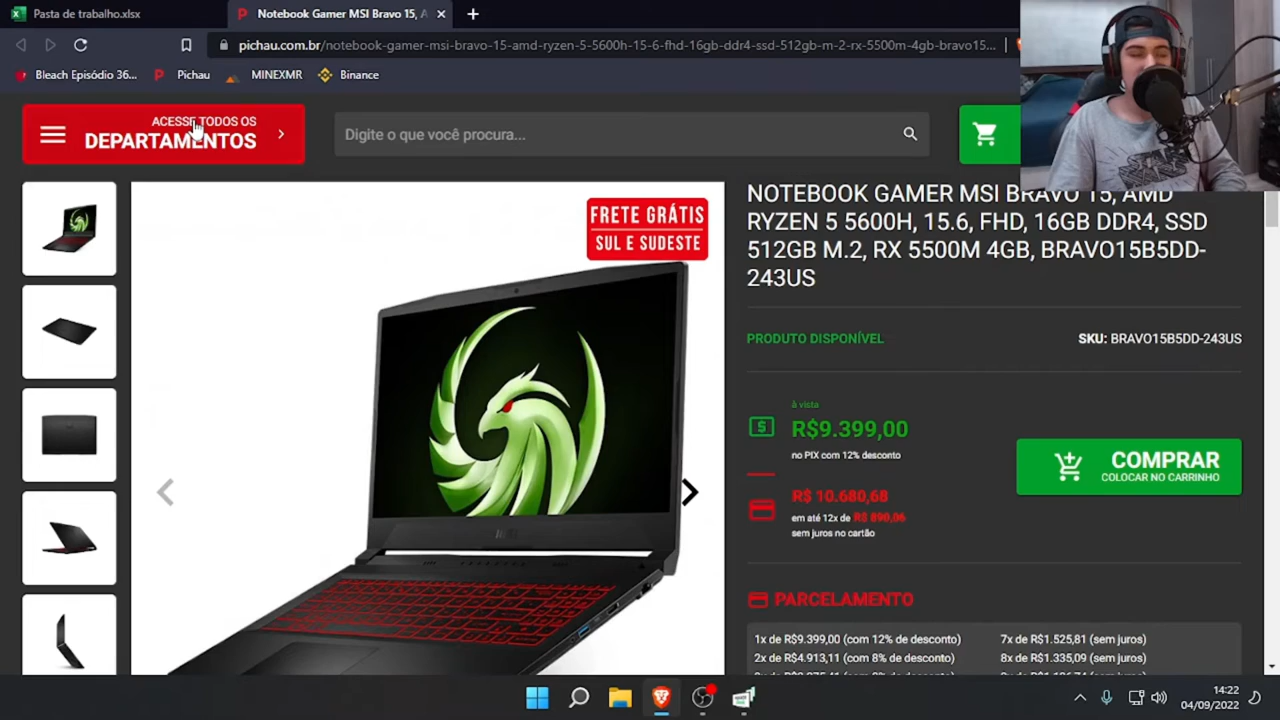 Pasta de trabalho.xlsx
Notebook Gamer MSI Bravo 15, A
pichau.com.br/notebook-gamer-msi-bravo-15-amd-ryzen-5-5600h-15-6-fhd-16gb-ddr4-ssd-512gb-m-2-rx-5500m-4gb-bravo15...
Bleach Episódio 36...
Pichau
MINEXMR
Binance
ACESSE TODOS OS
DEPARTAMENTOS
Digite o que você procura...
FRETE GRÁTIS
SUL E SUDESTE
NOTEBOOK GAMER MSI BRAVO 15, AMD
RYZEN 5 5600H, 15.6, FHD, 16GB DDR4, SSD
512GB M.2, RX 5500M 4GB, BRAVO15B5DD-
243US
PRODUTO DISPONÍVEL
SKU: BRAVO15B5DD-243US
à vista
R$9.399,00
no PIX com 12% desconto
R$ 10.680,68
em até 12x de R$ 890,06
sem juros no cartão
COMPRAR
COLOCAR NO CARRINHO
PARCELAMENTO
1x de R$9.399,00 (com 12% de desconto)
7x de R$1.525,81 (sem juros)
2x de R$4.913,11 (com 8% de desconto)
8x de R$1.335,09 (sem juros)
14:22
04/09/2022